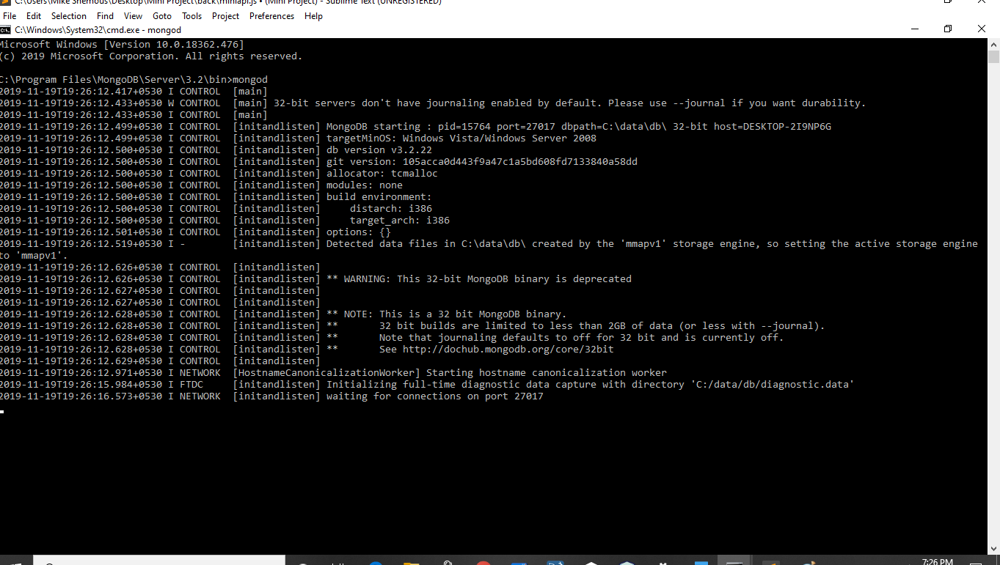 C:\Users\Mike Shemous\Desktop\Mini Project\back\miniapi.js • (Mini Project) - Sublime Text (UNREGISTERED)
File Edit Selection Find View Goto Tools Project Preferences Help
C:\Windows\System32\cmd.exe - mongod
Microsoft Windows [Version 10.0.18362.476]
(c) 2019 Microsoft Corporation. All rights reserved.
C:\Program Files\MongoDB\Server\3.2\bin>mongod
2019-11-19T19:26:12.417+0530 I CONTROL [main]
2019-11-19T19:26:12.433+0530 W CONTROL [main] 32-bit servers don't have journaling enabled by default. Please use --journal if you want durability.
2019-11-19T19:26:12.433+0530 I CONTROL [main]
2019-11-19T19:26:12.499+0530 I CONTROL [initandlisten] MongoDB starting : pid=15764 port=27017 dbpath=C:\data\db\ 32-bit host=DESKTOP-2I9NP6G
2019-11-19T19:26:12.499+0530 I CONTROL [initandlisten] targetMinOS: Windows Vista/Windows Server 2008
2019-11-19T19:26:12.500+0530 I CONTROL [initandlisten] db version v3.2.22
2019-11-19T19:26:12.500+0530 I CONTROL [initandlisten] git version: 105acca0d443f9a47c1a5bd608fd7133840a58dd
2019-11-19T19:26:12.500+0530 I CONTROL [initandlisten] allocator: tcmalloc
2019-11-19T19:26:12.500+0530 I CONTROL [initandlisten] modules: none
2019-11-19T19:26:12.500+0530 I CONTROL [initandlisten] build environment:
2019-11-19T19:26:12.500+0530 I CONTROL [initandlisten] distarch: i386
2019-11-19T19:26:12.500+0530 I CONTROL [initandlisten] target_arch: i386
2019-11-19T19:26:12.501+0530 I CONTROL [initandlisten] options: {}
2019-11-19T19:26:12.519+0530 I - [initandlisten] Detected data files in C:\data\db\ created by the 'mmapv1' storage engine, so setting the active storage engine
to 'mmapv1'.
2019-11-19T19:26:12.626+0530 I CONTROL [initandlisten]
2019-11-19T19:26:12.626+0530 I CONTROL [initandlisten] ** WARNING: This 32-bit MongoDB binary is deprecated
2019-11-19T19:26:12.627+0530 I CONTROL [initandlisten]
2019-11-19T19:26:12.627+0530 I CONTROL [initandlisten]
2019-11-19T19:26:12.628+0530 I CONTROL [initandlisten] ** NOTE: This is a 32 bit MongoDB binary.
2019-11-19T19:26:12.628+0530 I CONTROL [initandlisten] ** 32 bit builds are limited to less than 2GB of data (or less with --journal).
2019-11-19T19:26:12.628+0530 I CONTROL [initandlisten] ** Note that journaling defaults to off for 32 bit and is currently off.
2019-11-19T19:26:12.628+0530 I CONTROL [initandlisten] ** See http://dochub.mongodb.org/core/32bit
2019-11-19T19:26:12.629+0530 I CONTROL [initandlisten]
2019-11-19T19:26:12.971+0530 I NETWORK [HostnameCanonicalizationWorker] Starting hostname canonicalization worker
2019-11-19T19:26:15.984+0530 I FTDC [initandlisten] Initializing full-time diagnostic data capture with directory 'C:/data/db/diagnostic.data'
2019-11-19T19:26:16.573+0530 I NETWORK [initandlisten] waiting for connections on port 27017
7:26 PM